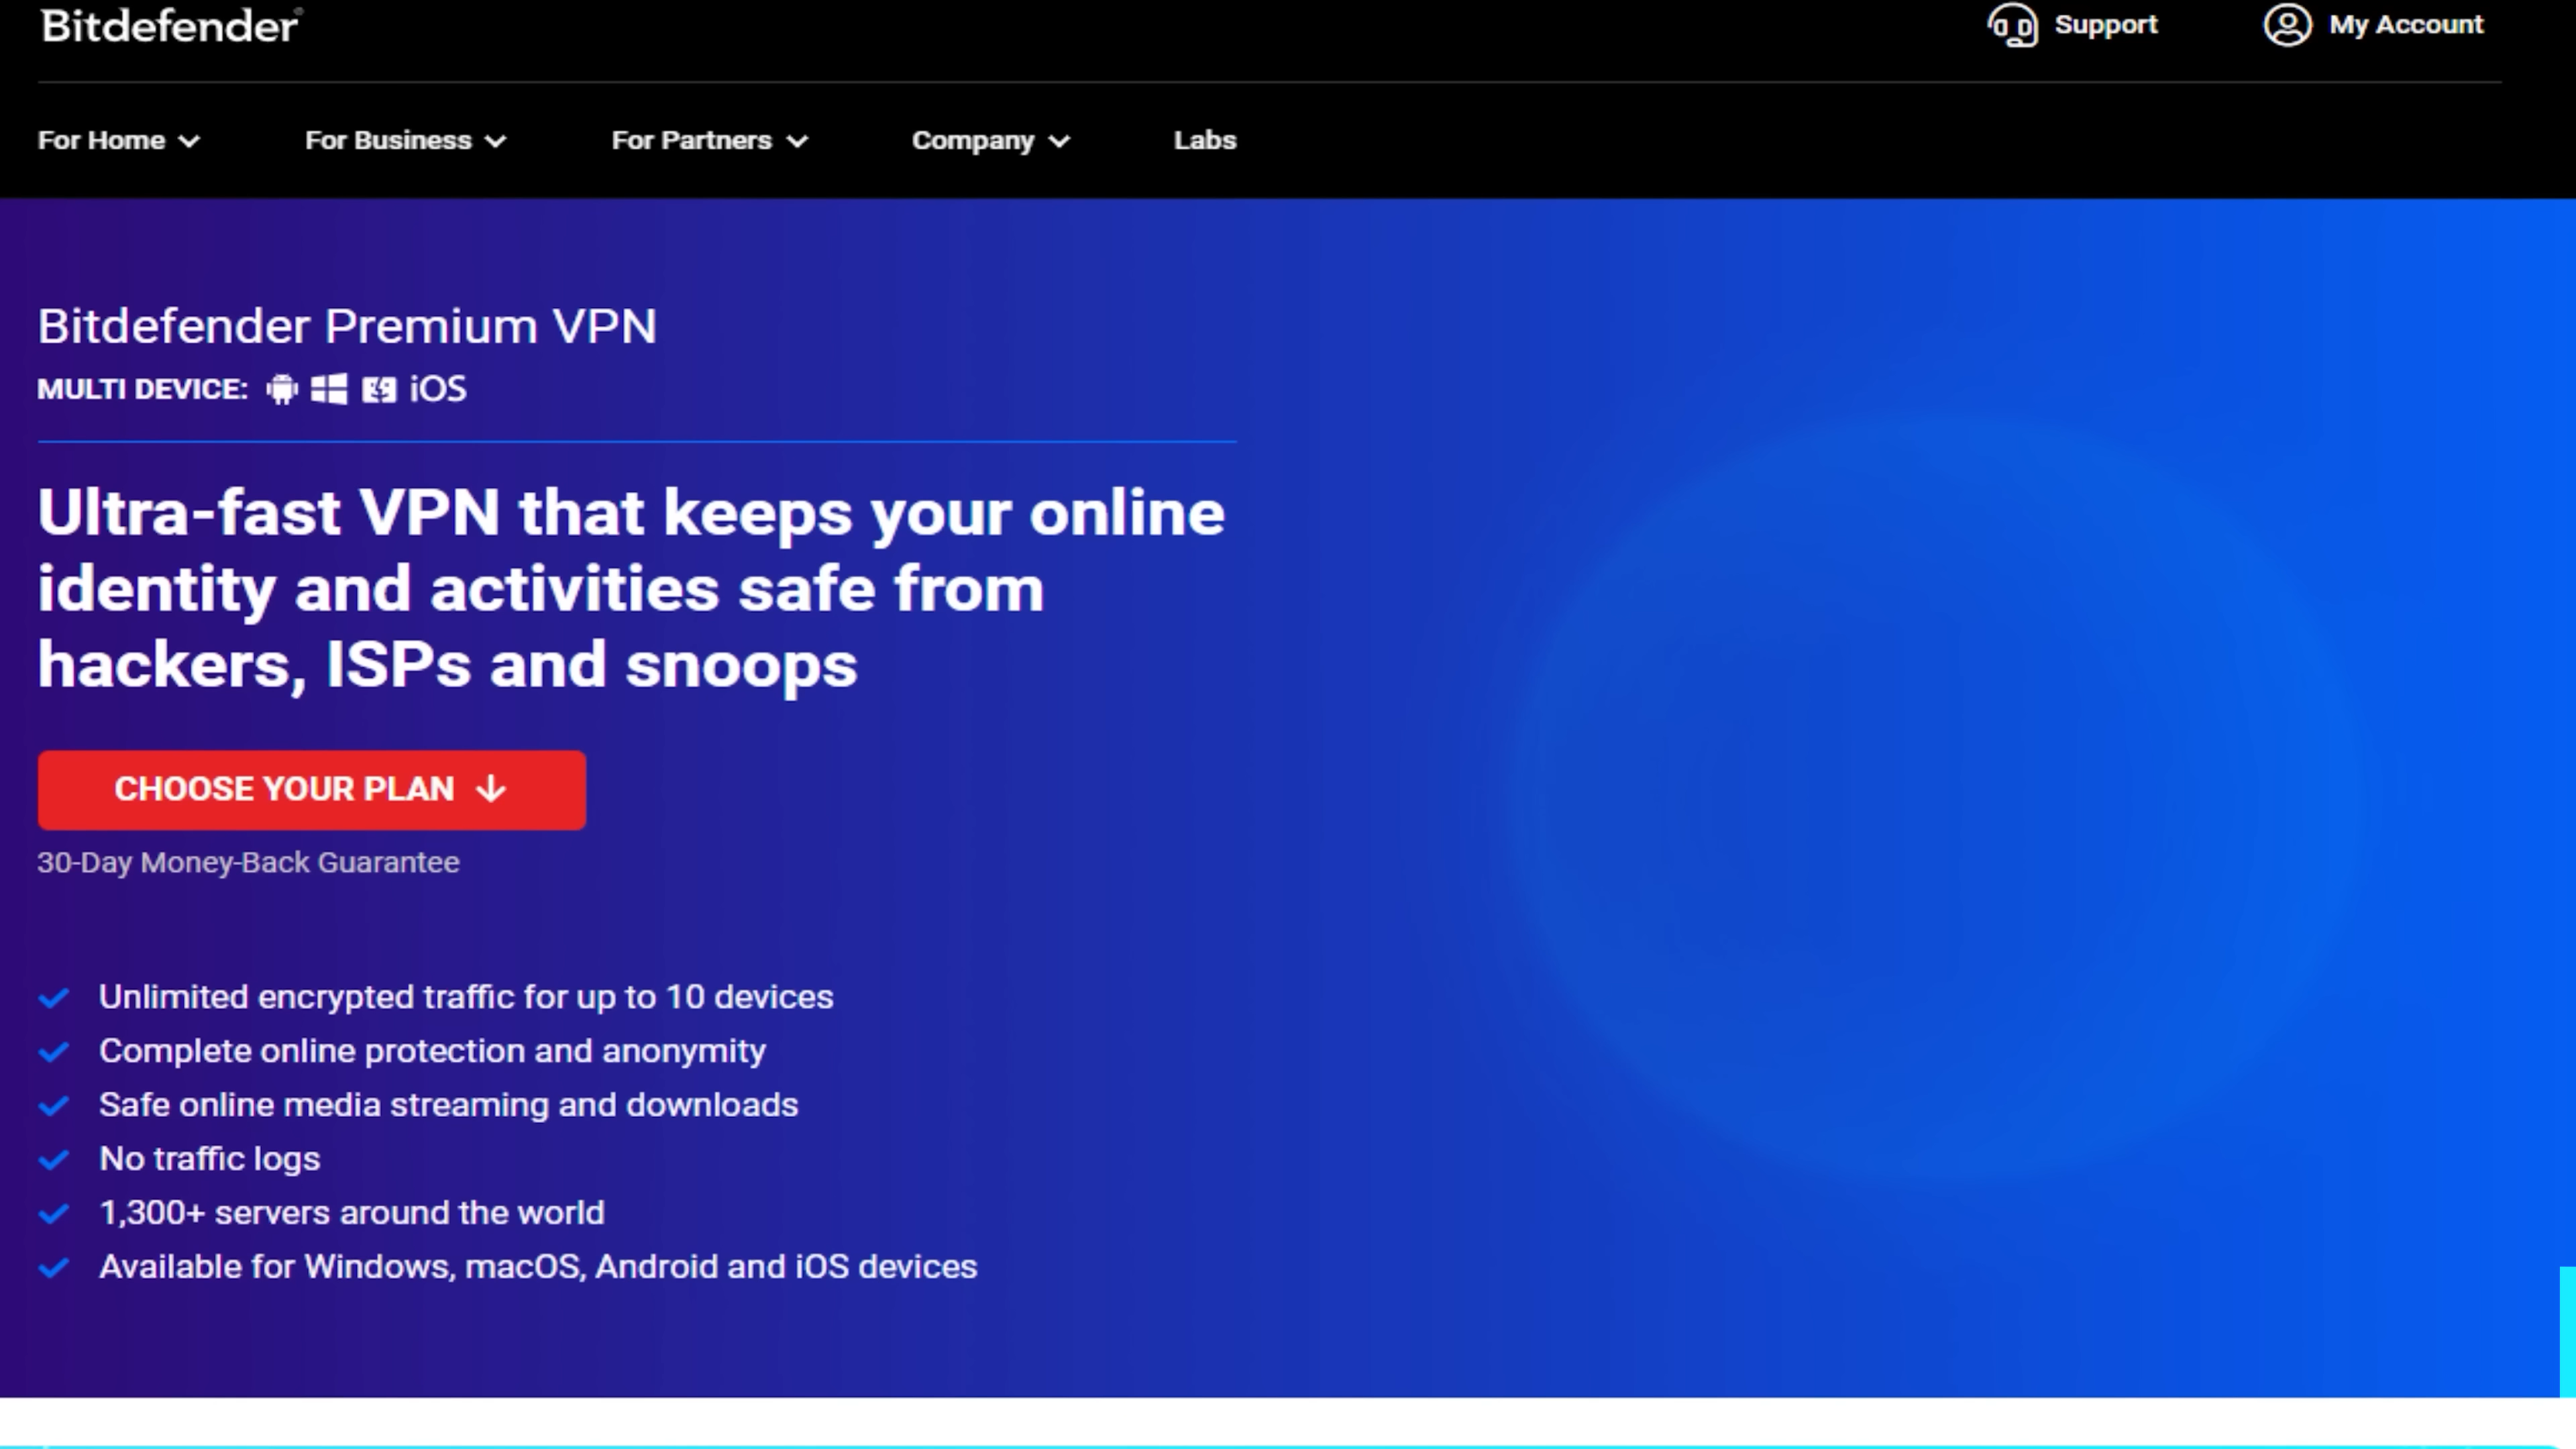 Bitdefender
Support
My Account
For Home
For Business
For Partners
Company
Labs
Bitdefender Premium VPN
MULTI DEVICE: iOS
Ultra-fast VPN that keeps your online
identity and activities safe from
hackers, ISPs and snoops
CHOOSE YOUR PLAN
30-Day Money-Back Guarantee
Unlimited encrypted traffic for up to 10 devices
Complete online protection and anonymity
Safe online media streaming and downloads
No traffic logs
1,300+ servers around the world
Available for Windows, macOS, Android and iOS devices